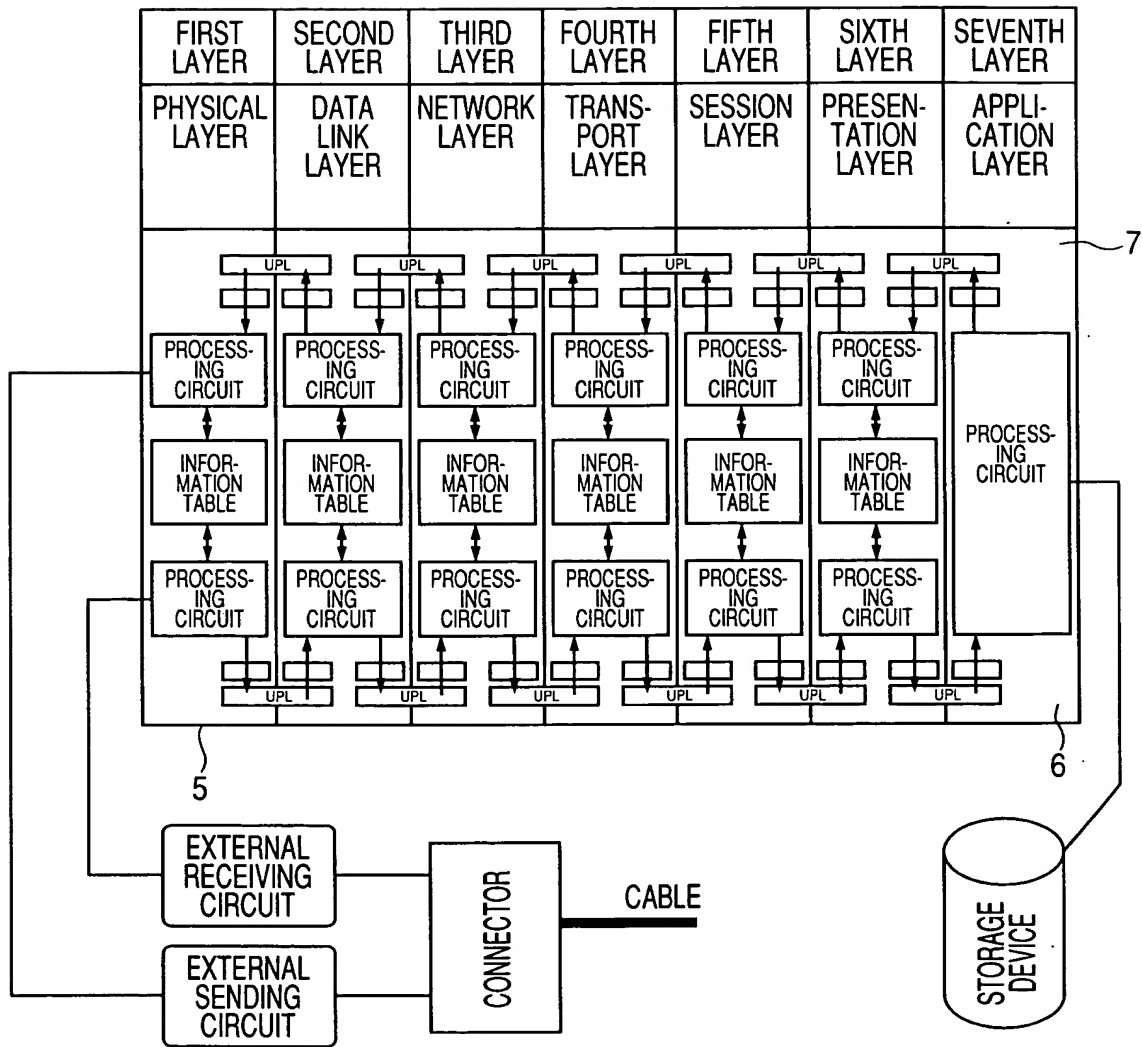 FIRST
LAYER
SECOND
LAYER
THIRD
LAYER
FOURTH
LAYER
FIFTH
LAYER
SIXTH
LAYER
SEVENTH
LAYER
PHYSICAL
LAYER
DATA
LINK
LAYER
NETWORK
LAYER
TRANS-
PORT
LAYER
SESSION
LAYER
PRESEN-
TATION
LAYER
APPLI-
CATION
LAYER
7
UPL
UPL
UPL
UPL
UPL
UPL
PROCESS-
ING
CIRCUIT
PROCESS-
ING
CIRCUIT
PROCESS-
ING
CIRCUIT
PROCESS-
ING
CIRCUIT
PROCESS-
ING
CIRCUIT
PROCESS-
ING
CIRCUIT
PROCESS-
ING
CIRCUIT
INFOR-
MATION
TABLE
INFOR-
MATION
TABLE
INFOR-
MATION
TABLE
INFOR-
MATION
TABLE
INFOR-
MATION
TABLE
INFOR-
MATION
TABLE
PROCESS-
ING
CIRCUIT
PROCESS-
ING
CIRCUIT
PROCESS-
ING
CIRCUIT
PROCESS-
ING
CIRCUIT
PROCESS-
ING
CIRCUIT
PROCESS-
ING
CIRCUIT
UPL
UPL
UPL
UPL
UPL
UPL
5
6
EXTERNAL
RECEIVING
CIRCUIT
EXTERNAL
SENDING
CIRCUIT
CONNECTOR
CABLE
STORAGE
DEVICE